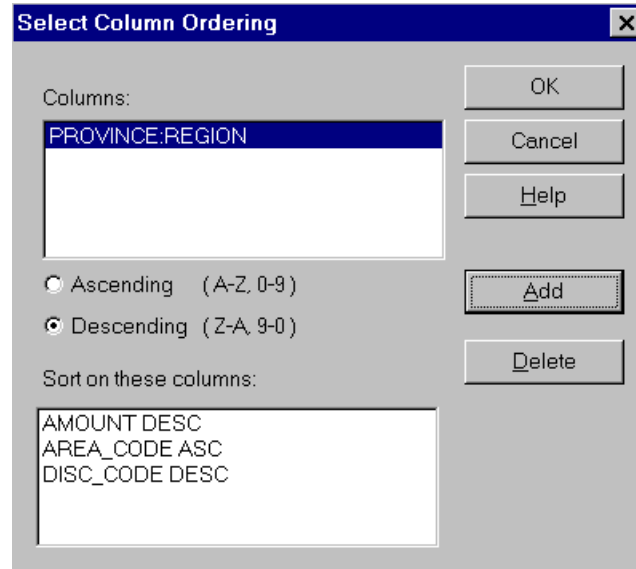 Select Column Ordering
Columns:
PROVINCE:REGION
OK
Cancel
Help
Ascending (A-Z, 0-9)
Descending (Z-A, 9-0)
Add
Delete
Sort on these columns:
AMOUNT DESC
AREA_CODE ASC
DISC_CODE DESC